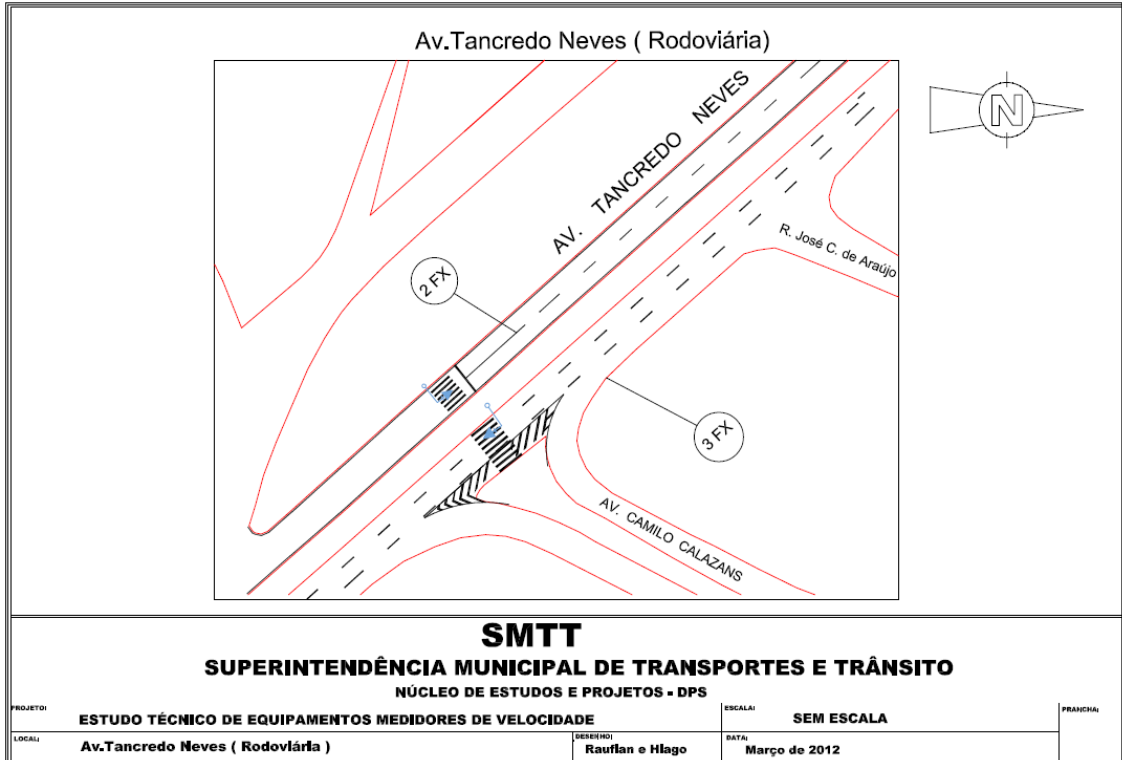 Av.Tancredo Neves ( Rodoviária)
N
AV. TANCREDO NEVES
R. José C. de Araújo
2 FX
3 FX
AV. CAMILO CALAZANS
SMTT
SUPERINTENDÊNCIA MUNICIPAL DE TRANSPORTES E TRÂNSITO
NÚCLEO DE ESTUDOS E PROJETOS - DPS
PROJETO:
ESTUDO TÉCNICO DE EQUIPAMENTOS MEDIDORES DE VELOCIDADE
ESCALA:
SEM ESCALA
PRANCHA:
LOCAL:
Av.Tancredo Neves ( Rodoviária )
DESENHO:
Rauflan e Hiago
DATA:
Março de 2012